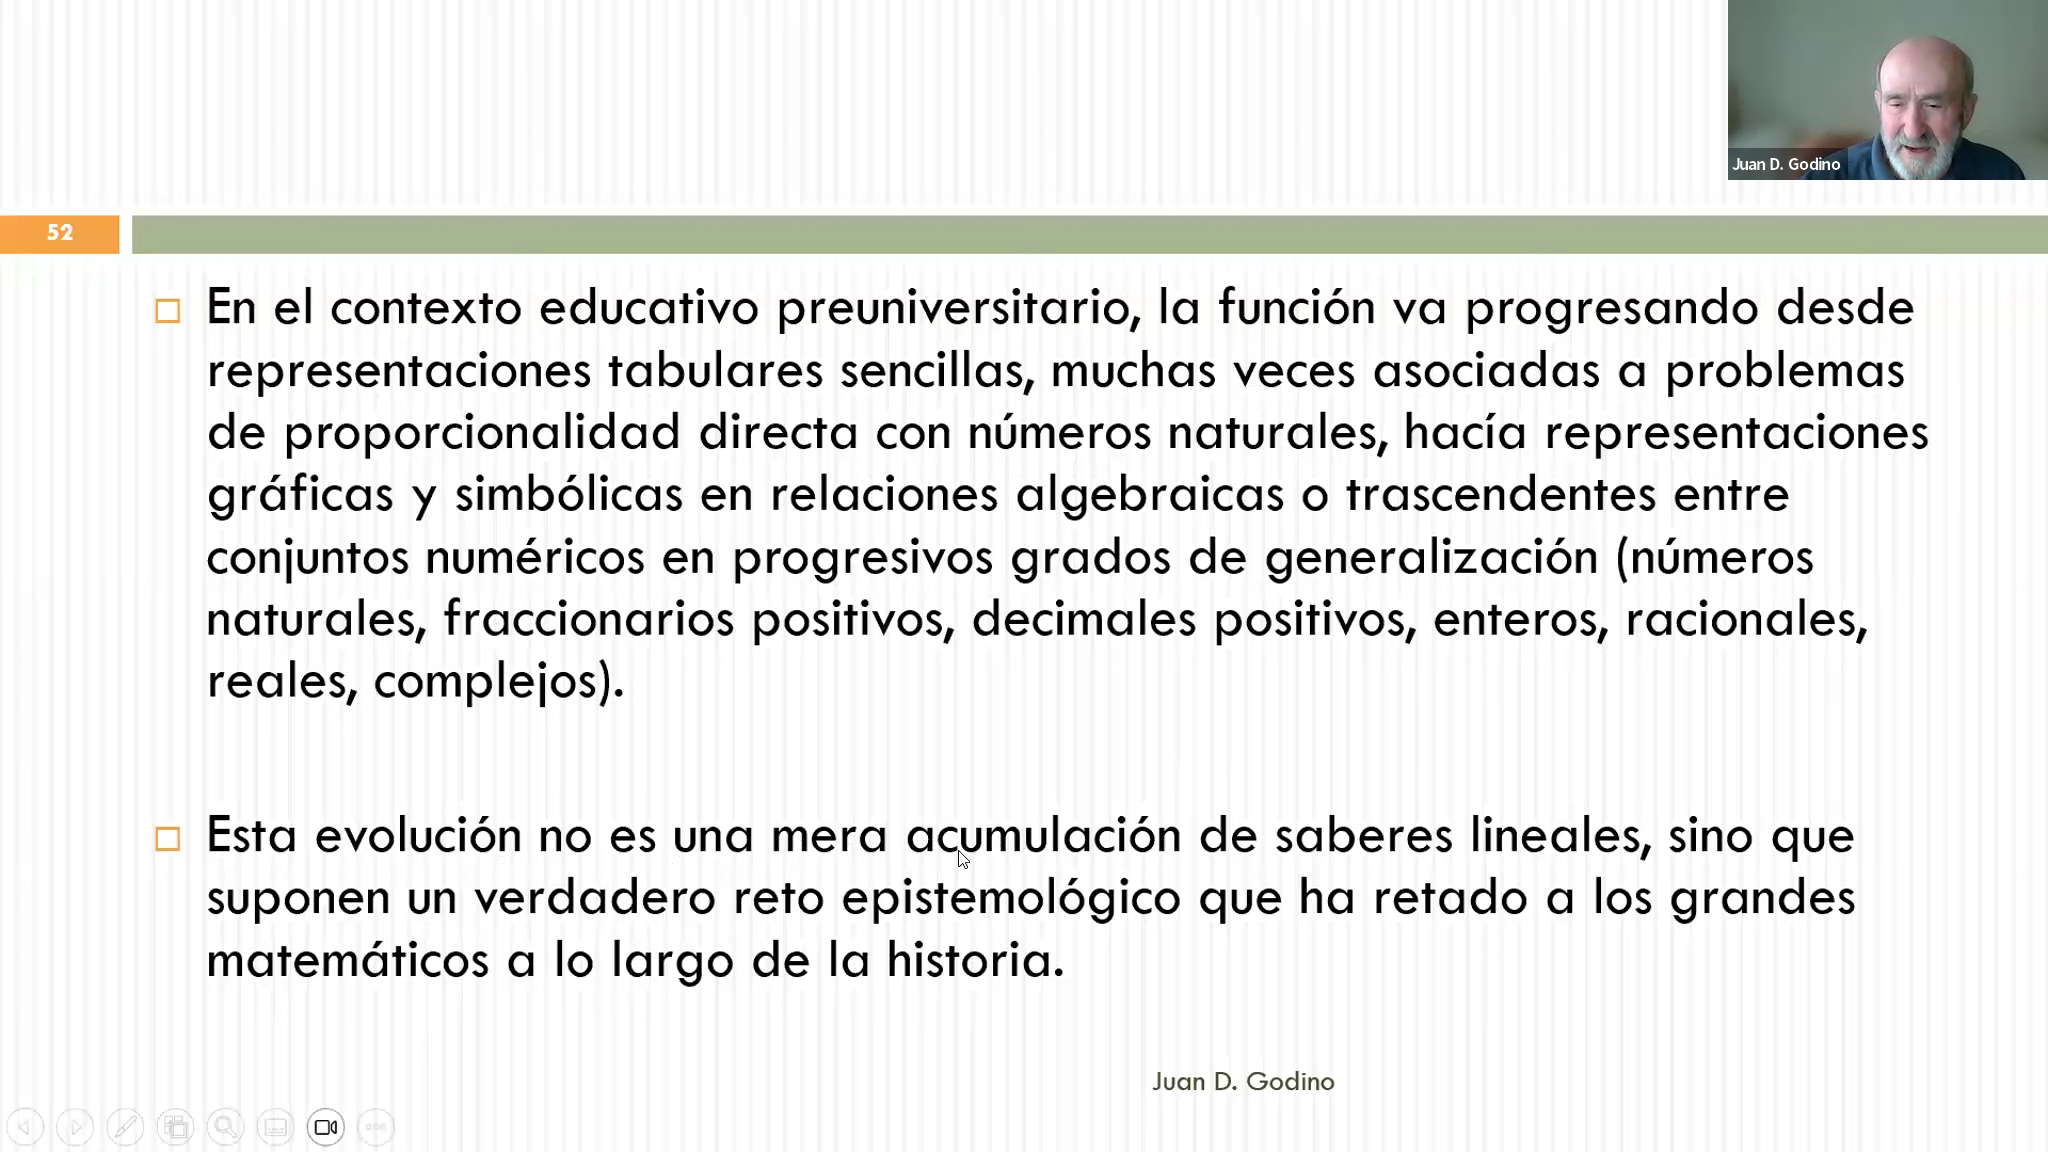 Juan D. Godino
52
En el contexto educativo preuniversitario, la función va progresando desde
representaciones tabulares sencillas, muchas veces asociadas a problemas
de proporcionalidad directa con números naturales, hacía representaciones
gráficas y simbólicas en relaciones algebraicas o trascendentes entre
conjuntos numéricos en progresivos grados de generalización (números
naturales, fraccionarios positivos, decimales positivos, enteros, racionales,
reales, complejos).
Esta evolución no es una mera acumulación de saberes lineales, sino que
suponen un verdadero reto epistemológico que ha retado a los grandes
matemáticos a lo largo de la historia.
Juan D. Godino